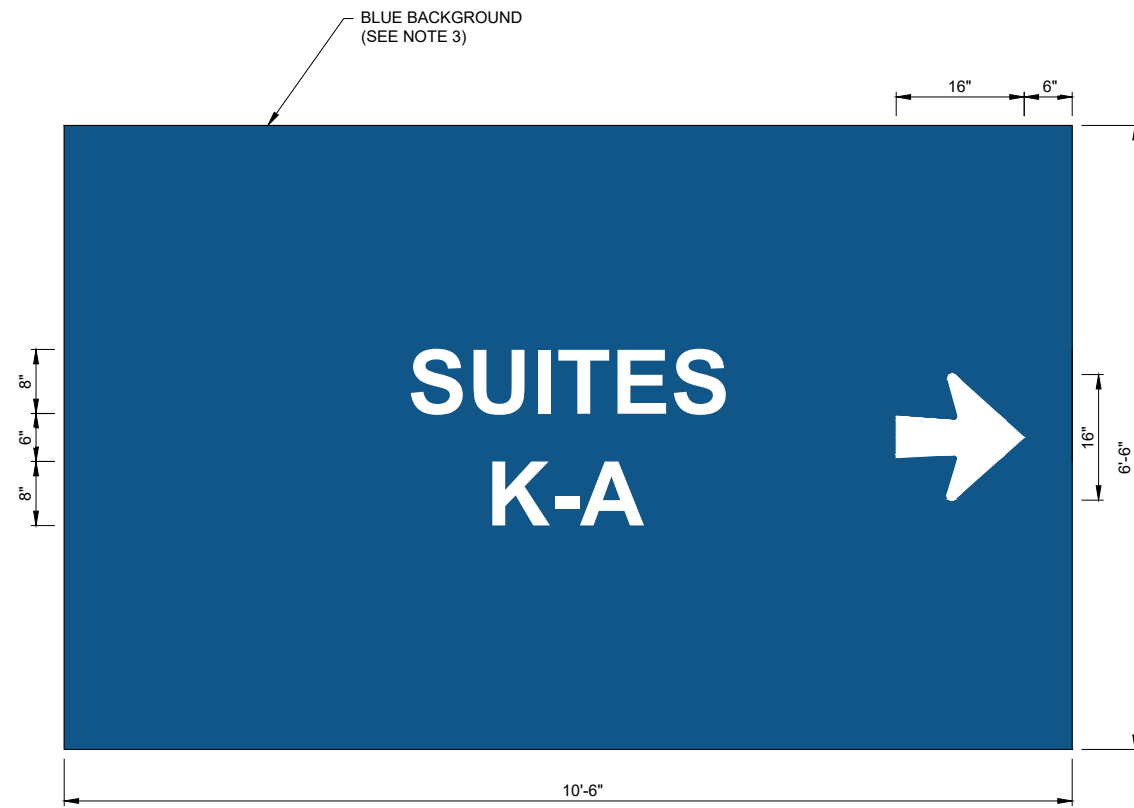 BLUE BACKGROUND
(SEE NOTE 3)
16"
6"
8"
6"
8"
SUITES
K-A
16"
6'-6"
10'-6"